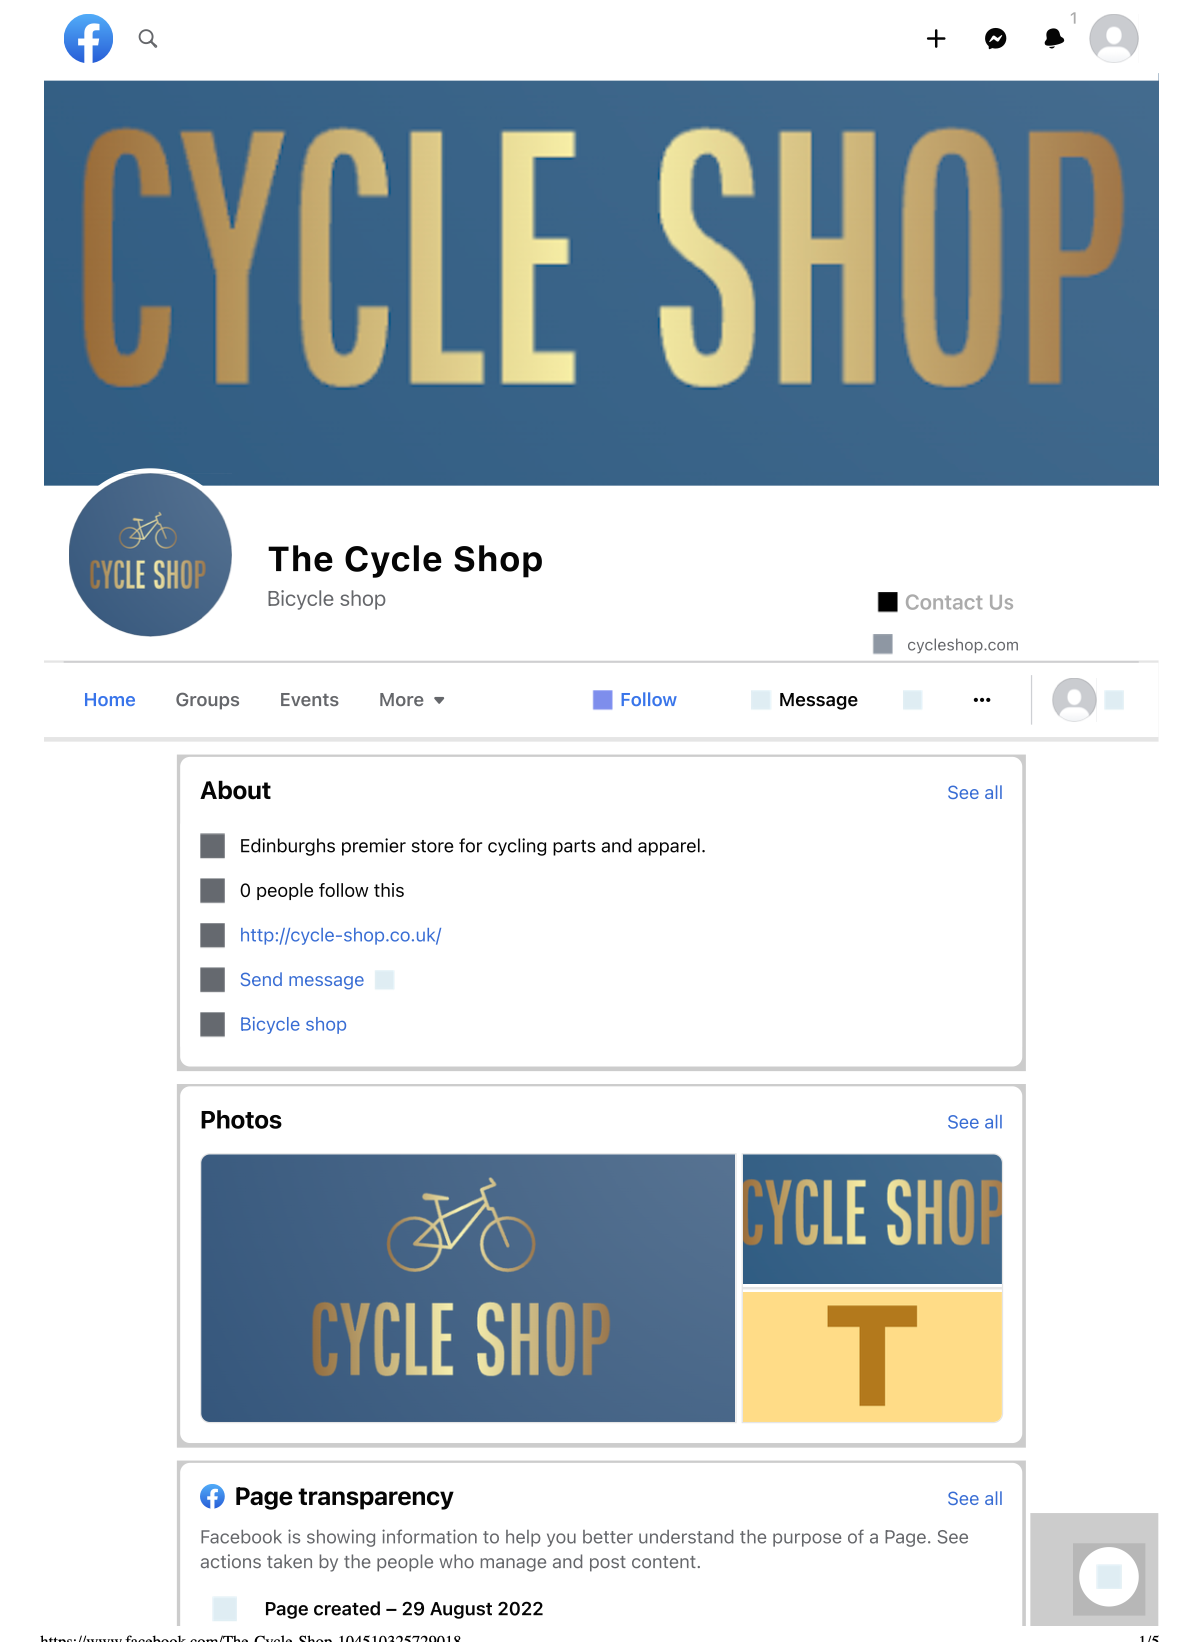 1
CYCLE SHOP
CYCLE SHOP
The Cycle Shop
Bicycle shop
Contact Us
cycleshop.com
Home Groups Events More Follow Message
About See all
Edinburghs premier store for cycling parts and apparel.
0 people follow this
http://cycle-shop.co.uk/
Send message
Bicycle shop
Photos See all
CYCLE SHOP
CYCLE SHOP
T
Page transparency See all
Facebook is showing information to help you better understand the purpose of a Page. See
actions taken by the people who manage and post content.
Page created – 29 August 2022
https://www.facebook.com/The-Cycle-Shop-104510325729018 1/5